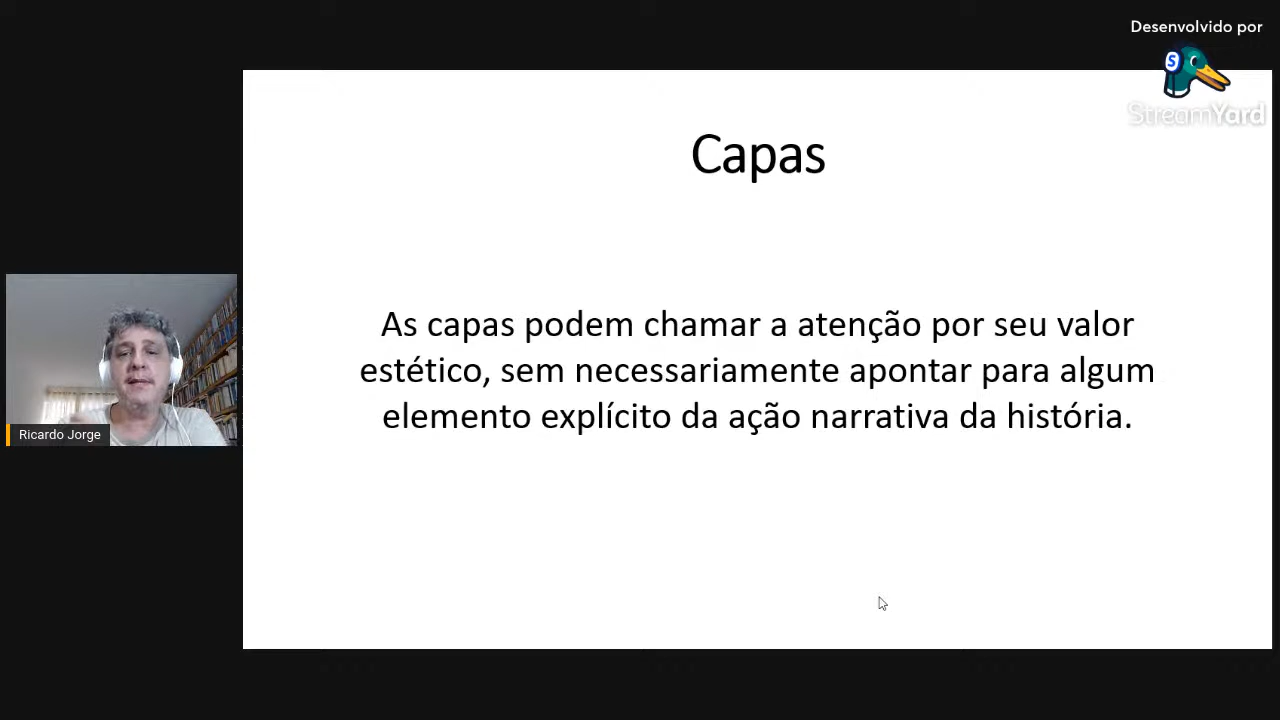 Desenvolvido por
S
StreamYard
Capas
As capas podem chamar a atenção por seu valor
estético, sem necessariamente apontar para algum
elemento explícito da ação narrativa da história.
Ricardo Jorge